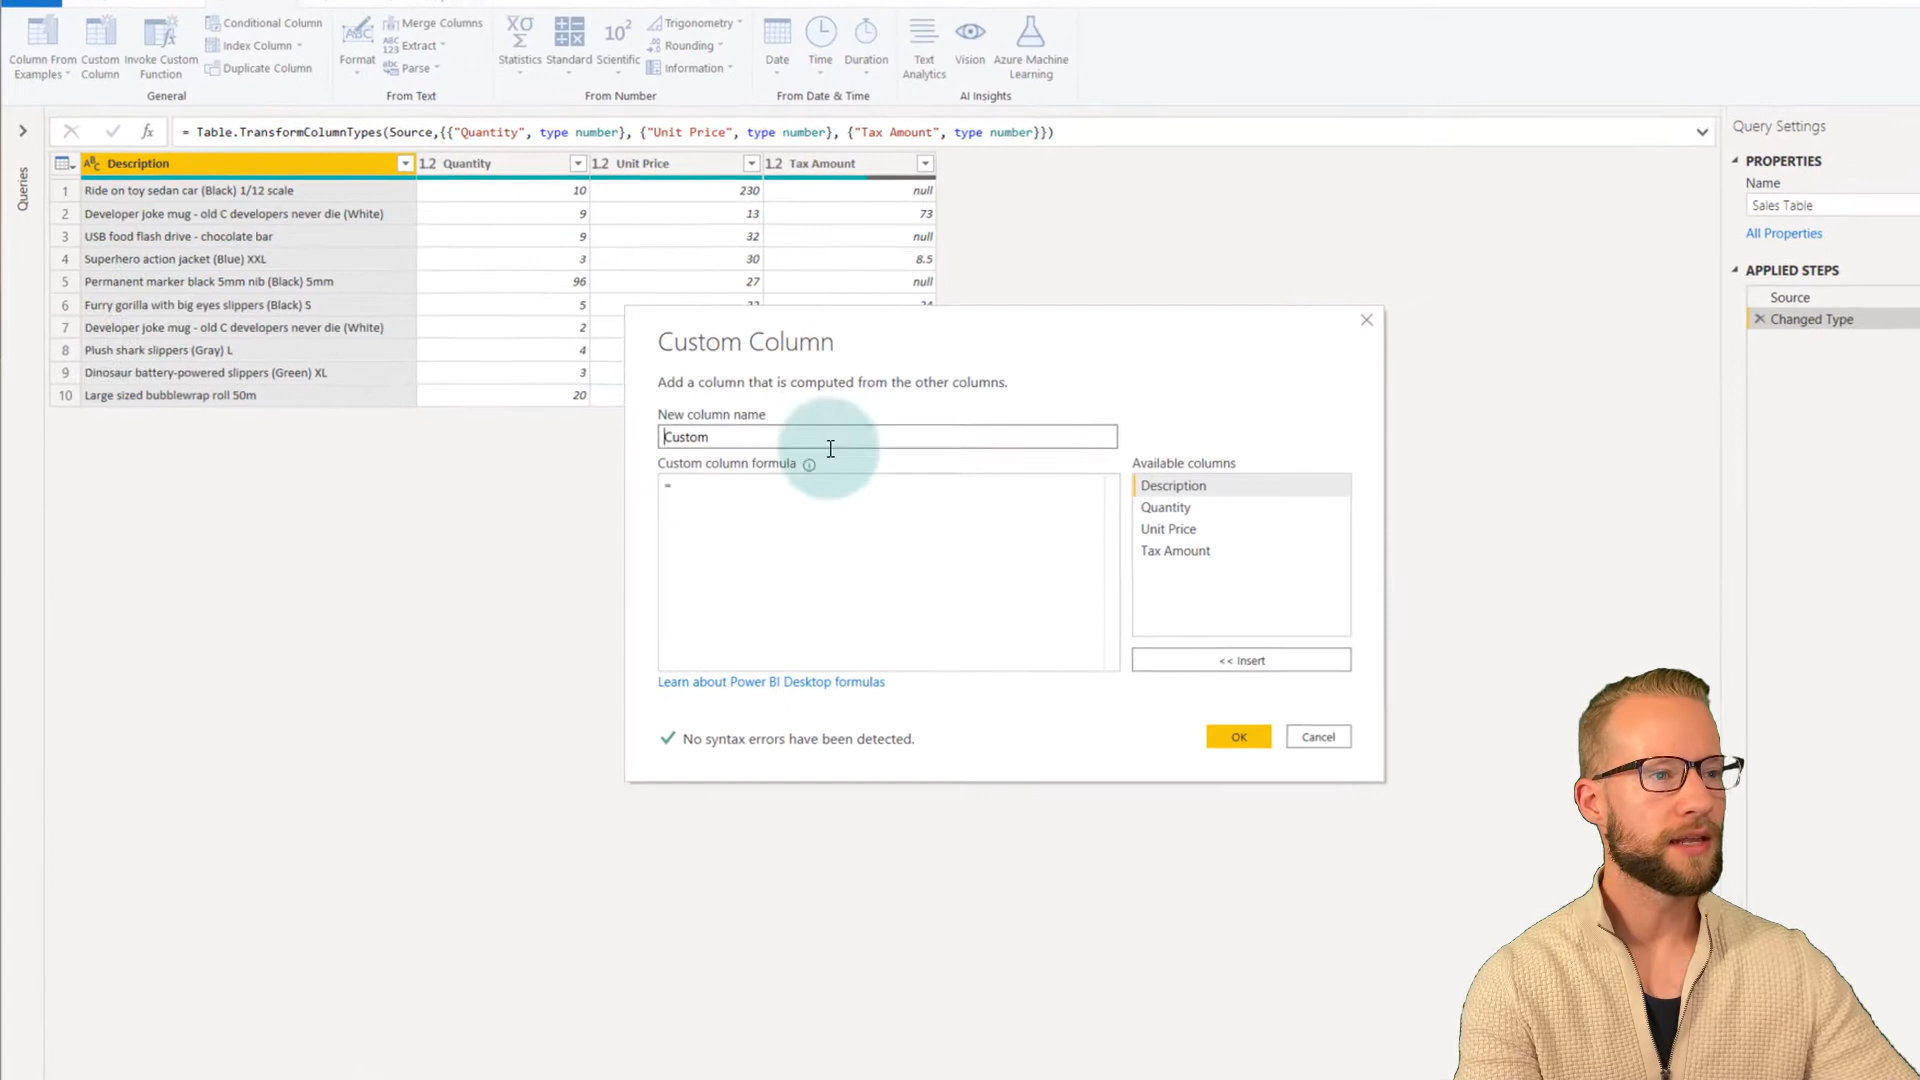 Column From Examples
Custom Column
Invoke Custom Function
Conditional Column
Index Column
Duplicate Column
General
Format
Merge Columns
Extract
Parse
From Text
Statistics
Standard
Scientific
Trigonometry
Rounding
Information
From Number
Date
Time
Duration
From Date & Time
Text Analytics
Vision
Azure Machine Learning
AI Insights
= Table.TransformColumnTypes(Source,{{"Quantity", type number}, {"Unit Price", type number}, {"Tax Amount", type number}})
Queries
Description 1.2 Quantity 1.2 Unit Price 1.2 Tax Amount
1 Ride on toy sedan car (Black) 1/12 scale 10 230 null
2 Developer joke mug - old C developers never die (White) 9 13 73
3 USB food flash drive - chocolate bar 9 32 null
4 Superhero action jacket (Blue) XXL 3 30 8.5
5 Permanent marker black 5mm nib (Black) 5mm 96 27 null
6 Furry gorilla with big eyes slippers (Black) S 5
7 Developer joke mug - old C developers never die (White) 2
8 Plush shark slippers (Gray) L 4
9 Dinosaur battery-powered slippers (Green) XL 3
10 Large sized bubblewrap roll 50m 20
Custom Column
Add a column that is computed from the other columns.
New column name
Custom
Custom column formula
=
Available columns
Description
Quantity
Unit Price
Tax Amount
<< Insert
Learn about Power BI Desktop formulas
No syntax errors have been detected.
OK
Cancel
Query Settings
PROPERTIES
Name
Sales Table
All Properties
APPLIED STEPS
Source
Changed Type